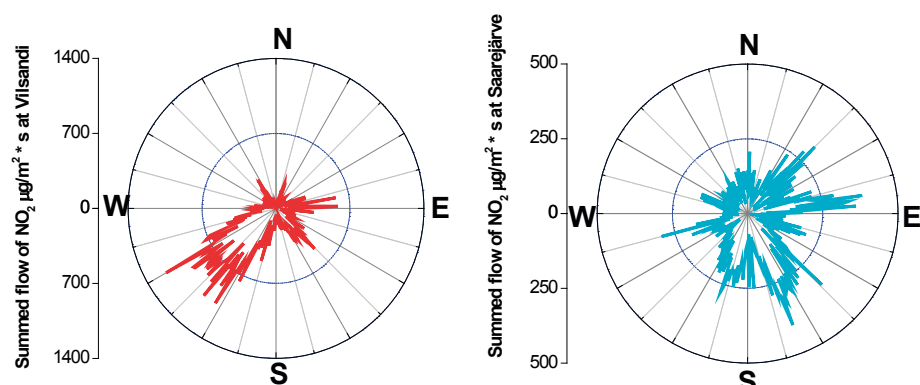 Summed flow of NO₂ µg/m² * s at Vilsandi
1400
700
0
700
1400
N
W
E
S
Summed flow of NO₂ µg/m² * s at Saarejärve
500
250
0
250
500
N
W
E
S